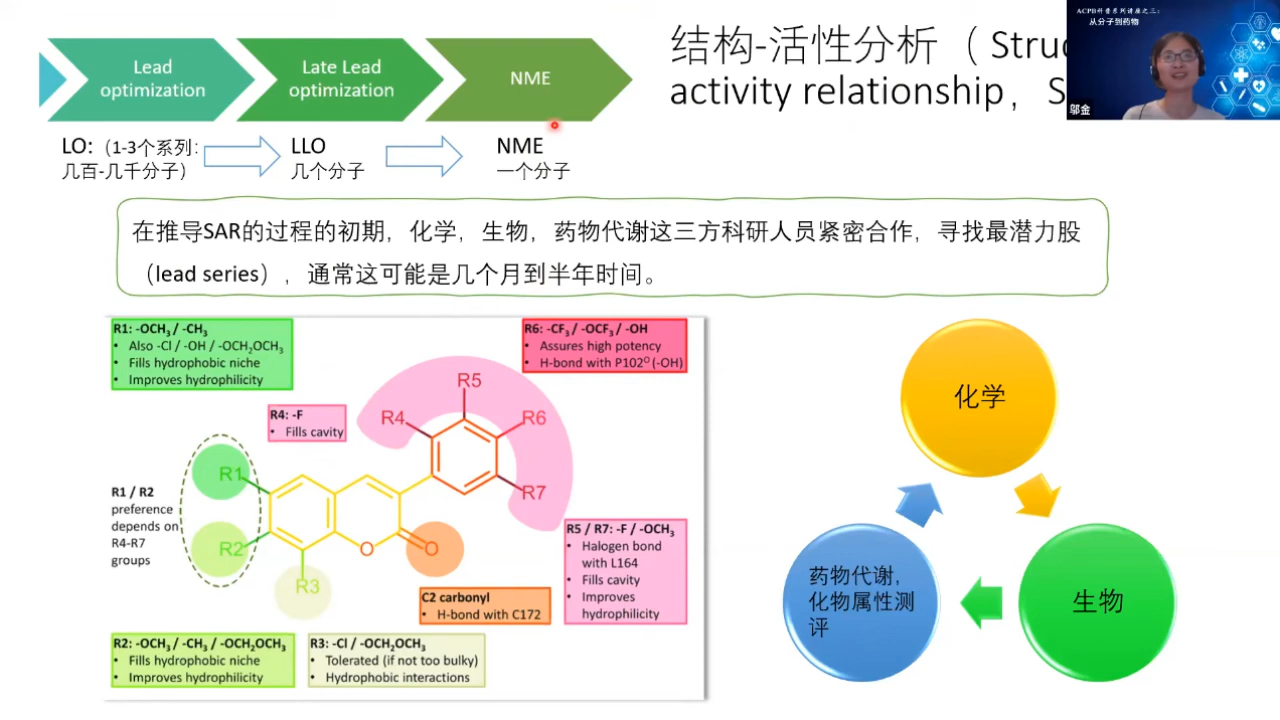 Lead
optimization
Late Lead
optimization
NME
结构-活性分析（ Struc
activity relationship，S
ACPB科普系列讲座之三：
从分子到药物
邬金
LO:（1-3个系列：
几百-几千分子）
LLO
几个分子
NME
一个分子
在推导SAR的过程的初期，化学，生物，药物代谢这三方科研人员紧密合作，寻找最潜力股
（lead series），通常这可能是几个月到半年时间。
R1: -OCH₃ / -CH₃
• Also -Cl / -OH / -OCH₂OCH₃
• Fills hydrophobic niche
• Improves hydrophilicity
R6: -CF₃ / -OCF₃ / -OH
• Assures high potency
• H-bond with P102ᴼ (-OH)
R4: -F
• Fills cavity
R5
R4
R6
R7
R1
R2
R3
O
O
R1 / R2
preference
depends on
R4-R7
groups
R5 / R7: -F / -OCH₃
• Halogen bond
with L164
• Fills cavity
• Improves
hydrophilicity
C2 carbonyl
• H-bond with C172
R2: -OCH₃ / -CH₃ / -OCH₂OCH₃
• Fills hydrophobic niche
• Improves hydrophilicity
R3: -Cl / -OCH₂OCH₃
• Tolerated (if not too bulky)
• Hydrophobic interactions
化学
生物
药物代谢，
化物属性测
评